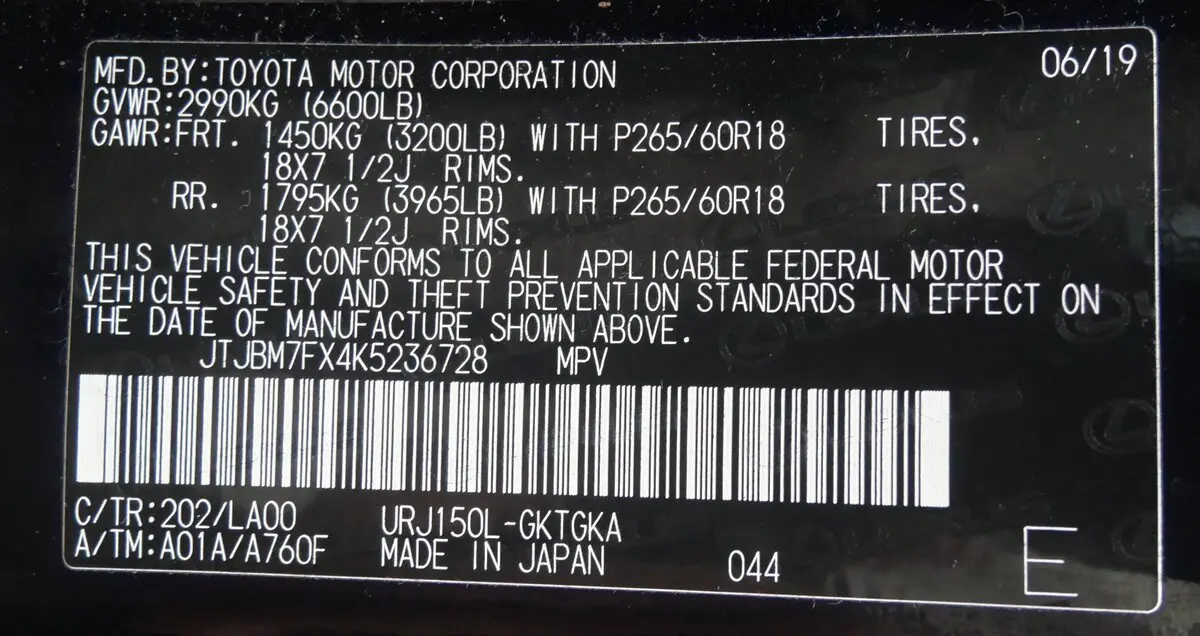 06/19
MFD.BY:TOYOTA MOTOR CORPORATION
GVWR:2990KG (6600LB)
GAWR:FRT. 1450KG (3200LB) WITH P265/60R18 TIRES.
18X7 1/2J RIMS.
RR. 1795KG (3965LB) WITH P265/60R18 TIRES.
18X7 1/2J RIMS.
THIS VEHICLE CONFORMS TO ALL APPLICABLE FEDERAL MOTOR
VEHICLE SAFETY AND THEFT PREVENTION STANDARDS IN EFFECT ON
THE DATE OF MANUFACTURE SHOWN ABOVE.
JTJBM7FX4K5236728 MPV
C/TR:202/LA00 URJ150L-GKTGKA
A/TM:A01A/A760F MADE IN JAPAN 044 E